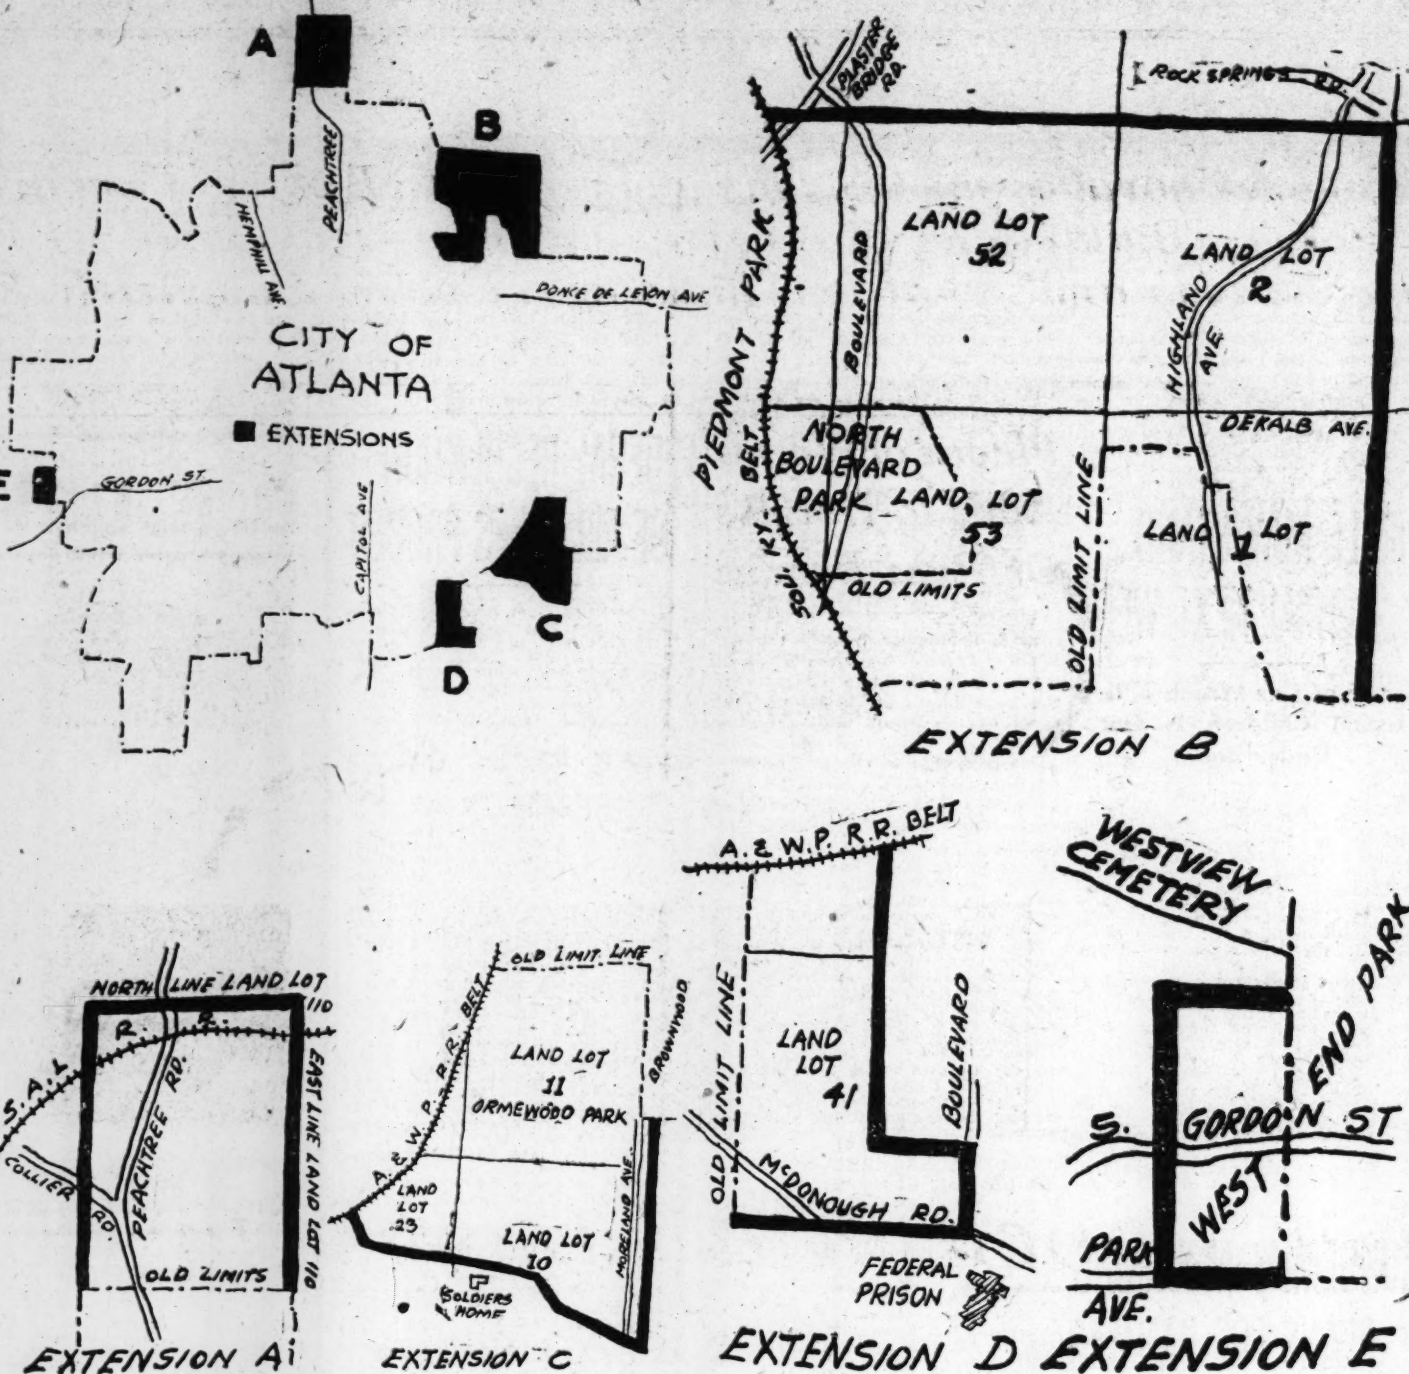 A
B
PEACHTREE
HEMPHILL AVE
PONCE DE LEON AVE
CITY OF
ATLANTA
EXTENSIONS
E
GORDON ST
CAPITOL AVE
C
D
PLASTER
BRIDGE
RD.
ROCK SPRINGS RD.
PIEDMONT PARK
BOULEVARD
LAND LOT
52
LAND LOT
2
HIGHLAND
AVE
DEKALB AVE.
BELT
SOU. RY.
NORTH
BOULEVARD
PARK
LAND LOT
53
OLD LIMITS
OLD LIMIT LINE
LAND LOT
1
EXTENSION B
NORTH LINE LAND LOT
110
R. R.
S. A. L
COLLIER
RD.
PEACHTREE RD.
EAST LINE LAND LOT 110
OLD LIMITS
EXTENSION A
OLD LIMIT LINE
A. & W. P. R. R. BELT
BROWNWOOD
LAND LOT
11
ORMEWOOD PARK
LAND
LOT
23
LAND LOT
10
MORELAND AVE.
SOLDIERS
HOME
EXTENSION C
A. & W. P. R. R. BELT
OLD LIMIT LINE
LAND
LOT
41
BOULEVARD
McDONOUGH RD.
FEDERAL
PRISON
EXTENSION D
WESTVIEW
CEMETERY
WEST END PARK
S. GORDON ST
PARK
AVE.
EXTENSION E